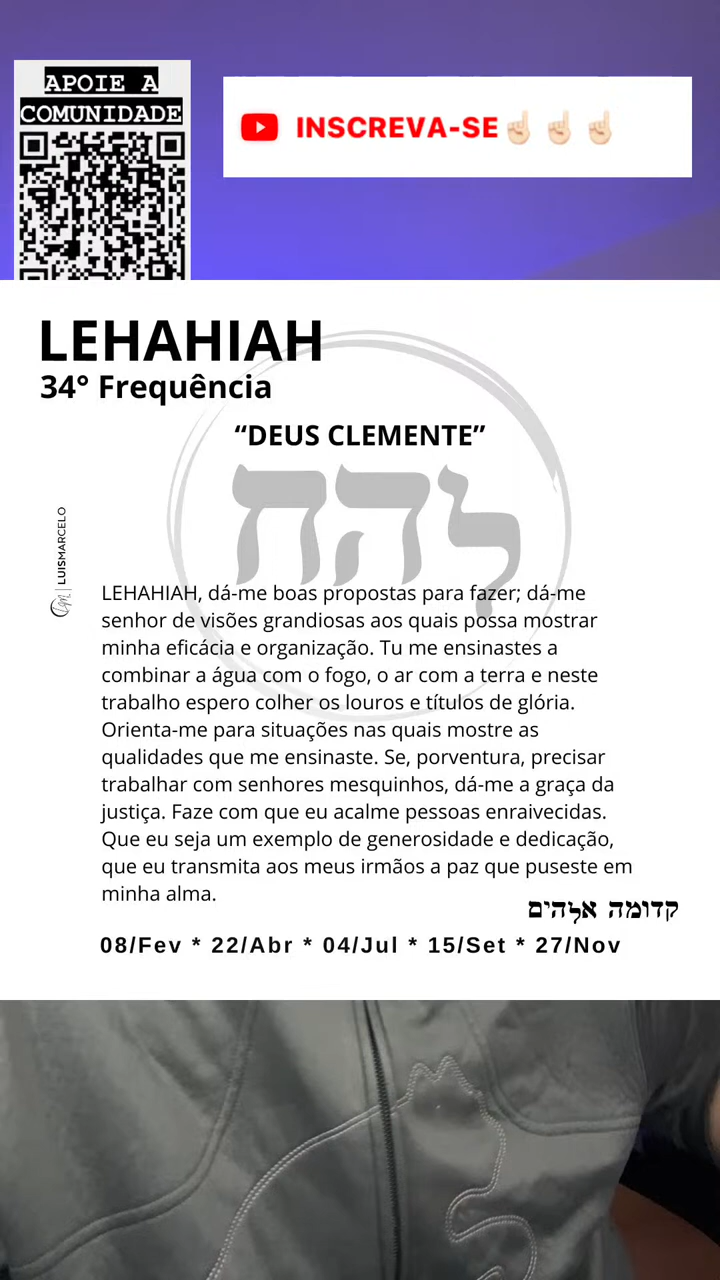 APOIE A
COMUNIDADE
INSCREVA-SE☝🏻☝🏻☝🏻
LEHAHIAH
34° Frequência
“DEUS CLEMENTE”
להח
LUISMARCELO
LEHAHIAH, dá-me boas propostas para fazer; dá-me
senhor de visões grandiosas aos quais possa mostrar
minha eficácia e organização. Tu me ensinastes a
combinar a água com o fogo, o ar com a terra e neste
trabalho espero colher os louros e títulos de glória.
Orienta-me para situações nas quais mostre as
qualidades que me ensinaste. Se, porventura, precisar
trabalhar com senhores mesquinhos, dá-me a graça da
justiça. Faze com que eu acalme pessoas enraivecidas.
Que eu seja um exemplo de generosidade e dedicação,
que eu transmita aos meus irmãos a paz que puseste em
minha alma.
קדומה אלהים
08/Fev * 22/Abr * 04/Jul * 15/Set * 27/Nov